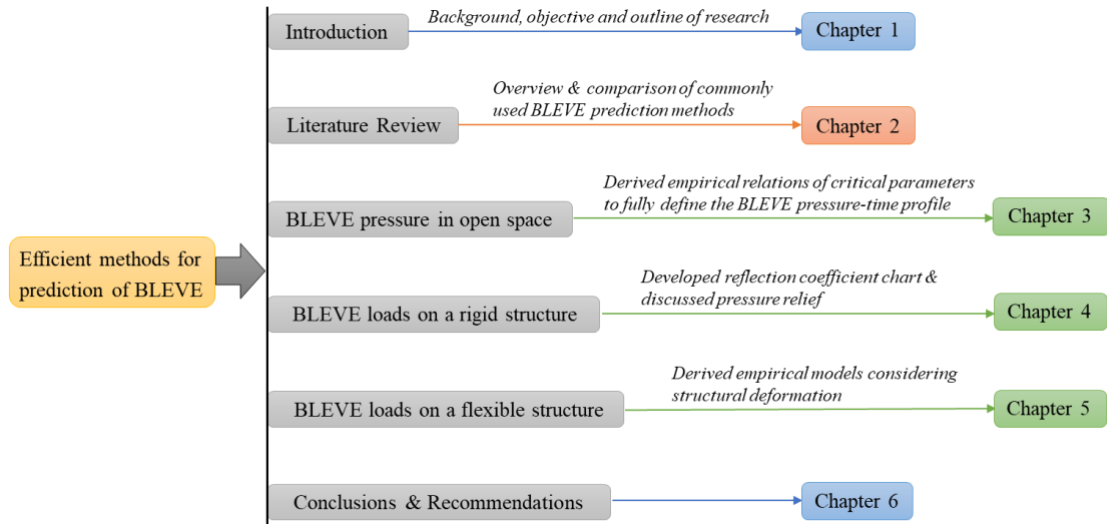 Background, objective and outline of research
Introduction
Chapter 1
Overview & comparison of commonly
used BLEVE prediction methods
Literature Review
Chapter 2
Derived empirical relations of critical parameters
to fully define the BLEVE pressure-time profile
BLEVE pressure in open space
Chapter 3
Efficient methods for
prediction of BLEVE
Developed reflection coefficient chart &
discussed pressure relief
BLEVE loads on a rigid structure
Chapter 4
Derived empirical models considering
structural deformation
BLEVE loads on a flexible structure
Chapter 5
Conclusions & Recommendations
Chapter 6